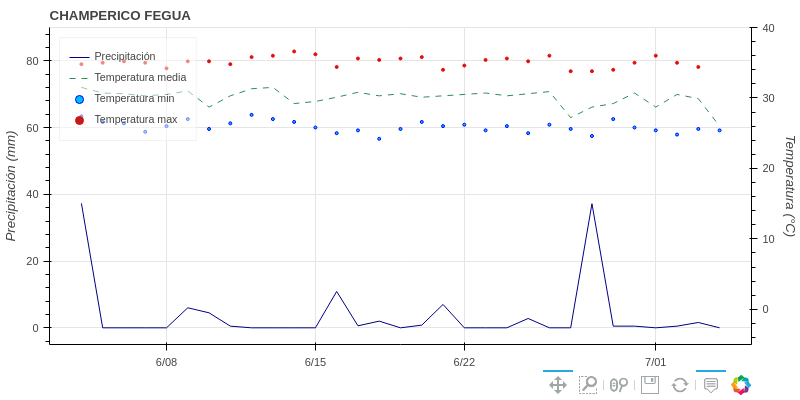 CHAMPERICO FEGUA
Precipitación
Temperatura media
Temperatura min
Temperatura max
Precipitación (mm)
80
60
40
20
0
Temperatura (°C)
40
30
20
10
0
6/08
6/15
6/22
7/01